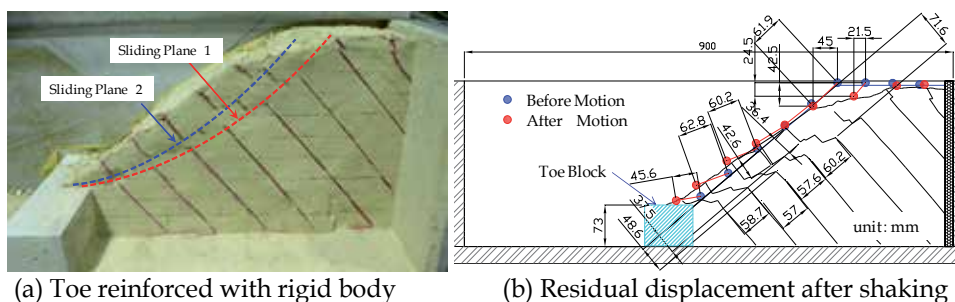 Sliding Plane 1
Sliding Plane 2
(a) Toe reinforced with rigid body
900
61.9
71.6
24.5
42.5
45
21.5
Before Motion
After Motion
60.2
36.4
62.8
42.6
Toe Block
45.6
37.5
73
48.6
58.7
57
57.6
60.2
unit: mm
(b) Residual displacement after shaking